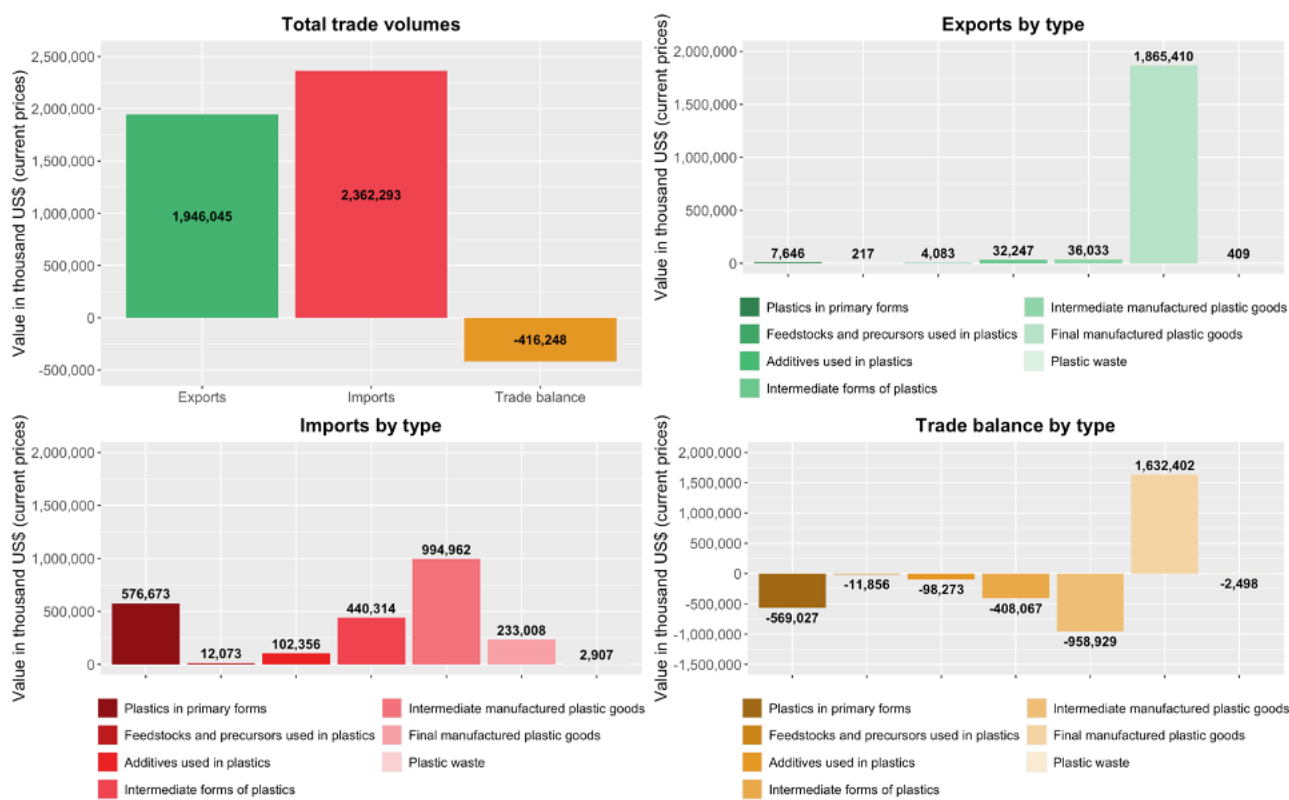 Total trade volumes
Value in thousand US$ (current prices)
2,500,000
2,000,000
1,500,000
1,000,000
500,000
0
-500,000
1,946,045
2,362,293
-416,248
Exports
Imports
Trade balance
Exports by type
Value in thousand US$ (current prices)
2,000,000
1,500,000
1,000,000
500,000
0
7,646
217
4,083
32,247
36,033
1,865,410
409
Plastics in primary forms
Feedstocks and precursors used in plastics
Additives used in plastics
Intermediate forms of plastics
Intermediate manufactured plastic goods
Final manufactured plastic goods
Plastic waste
Imports by type
Value in thousand US$ (current prices)
2,000,000
1,500,000
1,000,000
500,000
0
576,673
12,073
102,356
440,314
994,962
233,008
2,907
Plastics in primary forms
Feedstocks and precursors used in plastics
Additives used in plastics
Intermediate forms of plastics
Intermediate manufactured plastic goods
Final manufactured plastic goods
Plastic waste
Trade balance by type
Value in thousand US$ (current prices)
2,000,000
1,500,000
1,000,000
500,000
0
-500,000
-1,000,000
-1,500,000
-569,027
-11,856
-98,273
-408,067
-958,929
1,632,402
-2,498
Plastics in primary forms
Feedstocks and precursors used in plastics
Additives used in plastics
Intermediate forms of plastics
Intermediate manufactured plastic goods
Final manufactured plastic goods
Plastic waste